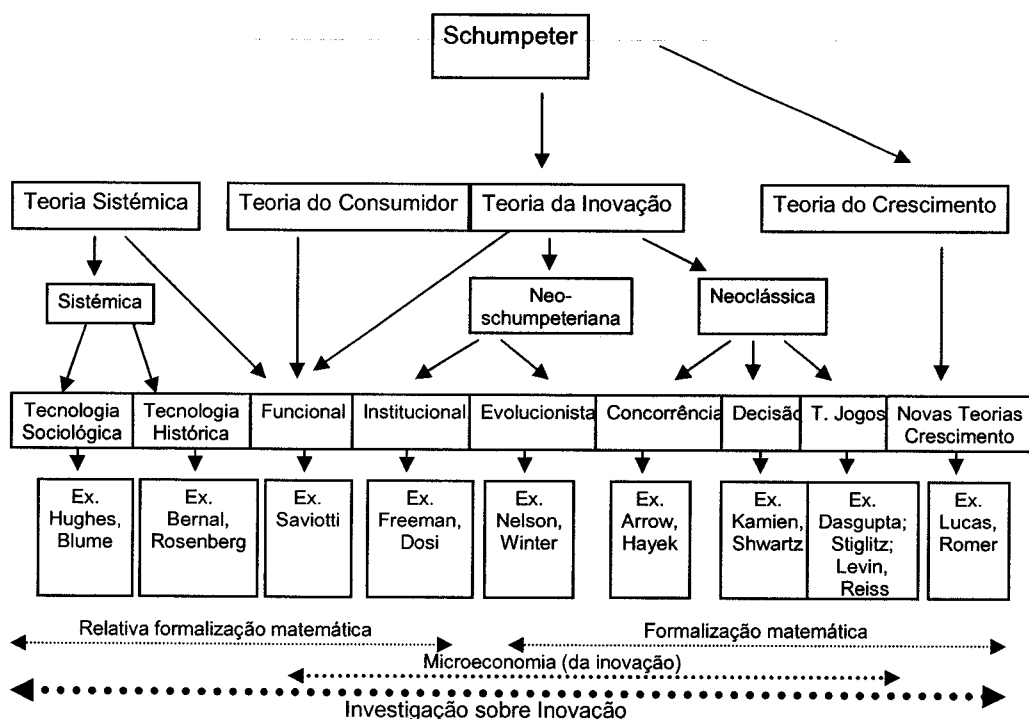 Schumpeter
Teoria Sistémica
Teoria do Consumidor
Teoria da Inovação
Teoria do Crescimento
Sistémica
Neo-
schumpeteriana
Neoclássica
Tecnologia
Sociológica
Tecnologia
Histórica
Funcional
Institucional
Evolucionista
Concorrência
Decisão
T. Jogos
Novas Teorias
Crescimento
Ex.
Hughes,
Blume
Ex.
Bernal,
Rosenberg
Ex.
Saviotti
Ex.
Freeman,
Dosi
Ex.
Nelson,
Winter
Ex.
Arrow,
Hayek
Ex.
Kamien,
Shwartz
Ex.
Dasgupta;
Stiglitz;
Levin,
Reiss
Ex.
Lucas,
Romer
Relativa formalização matemática
Formalização matemática
Microeconomia (da inovação)
Investigação sobre Inovação